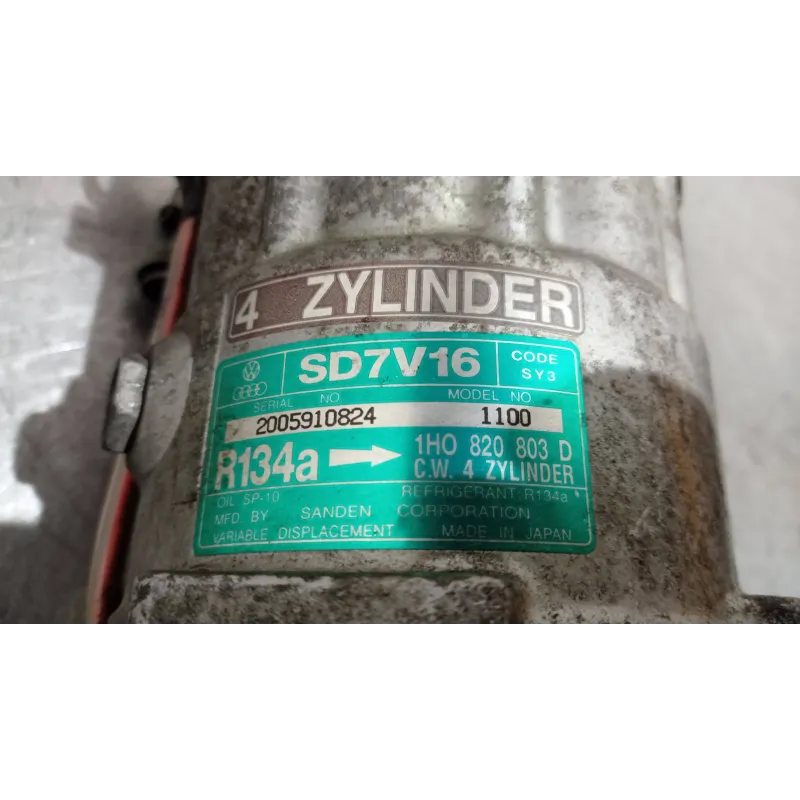 4 ZYLINDER
SD7V16 CODE SY3
SERIAL NO MODEL NO
2005910824 1100
R134a 1H0 820 803 D
C.W. 4 ZYLINDER
OIL SP-10 REFRIGERANT R134a
MFD. BY SANDEN CORPORATION
VARIABLE DISPLACEMENT MADE IN JAPAN